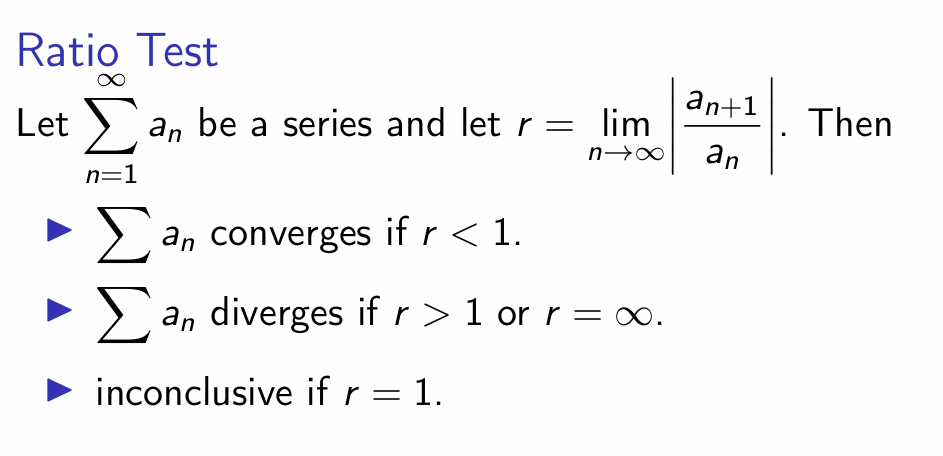 Ratio Test
Let $\sum_{n=1}^{\infty} a_n$ be a series and let $r = \lim_{n \to \infty} \left| \frac{a_{n+1}}{a_n} \right|$. Then
▶ $\sum a_n$ converges if $r < 1$.
▶ $\sum a_n$ diverges if $r > 1$ or $r = \infty$.
▶ inconclusive if $r = 1$.